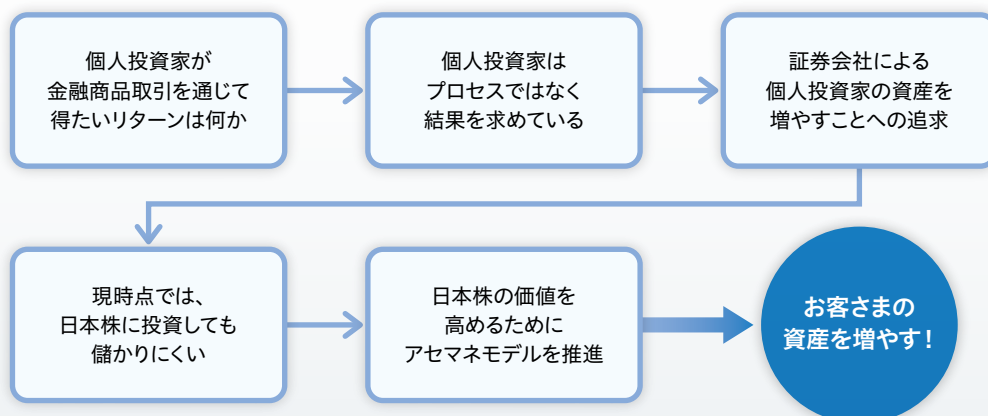 個人投資家が
金融商品取引を通じて
得たいリターンは何か
個人投資家は
プロセスではなく
結果を求めている
証券会社による
個人投資家の資産を
増やすことへの追求
現時点では、
日本株に投資しても
儲かりにくい
日本株の価値を
高めるために
アセマネモデルを推進
お客さまの
資産を増やす！